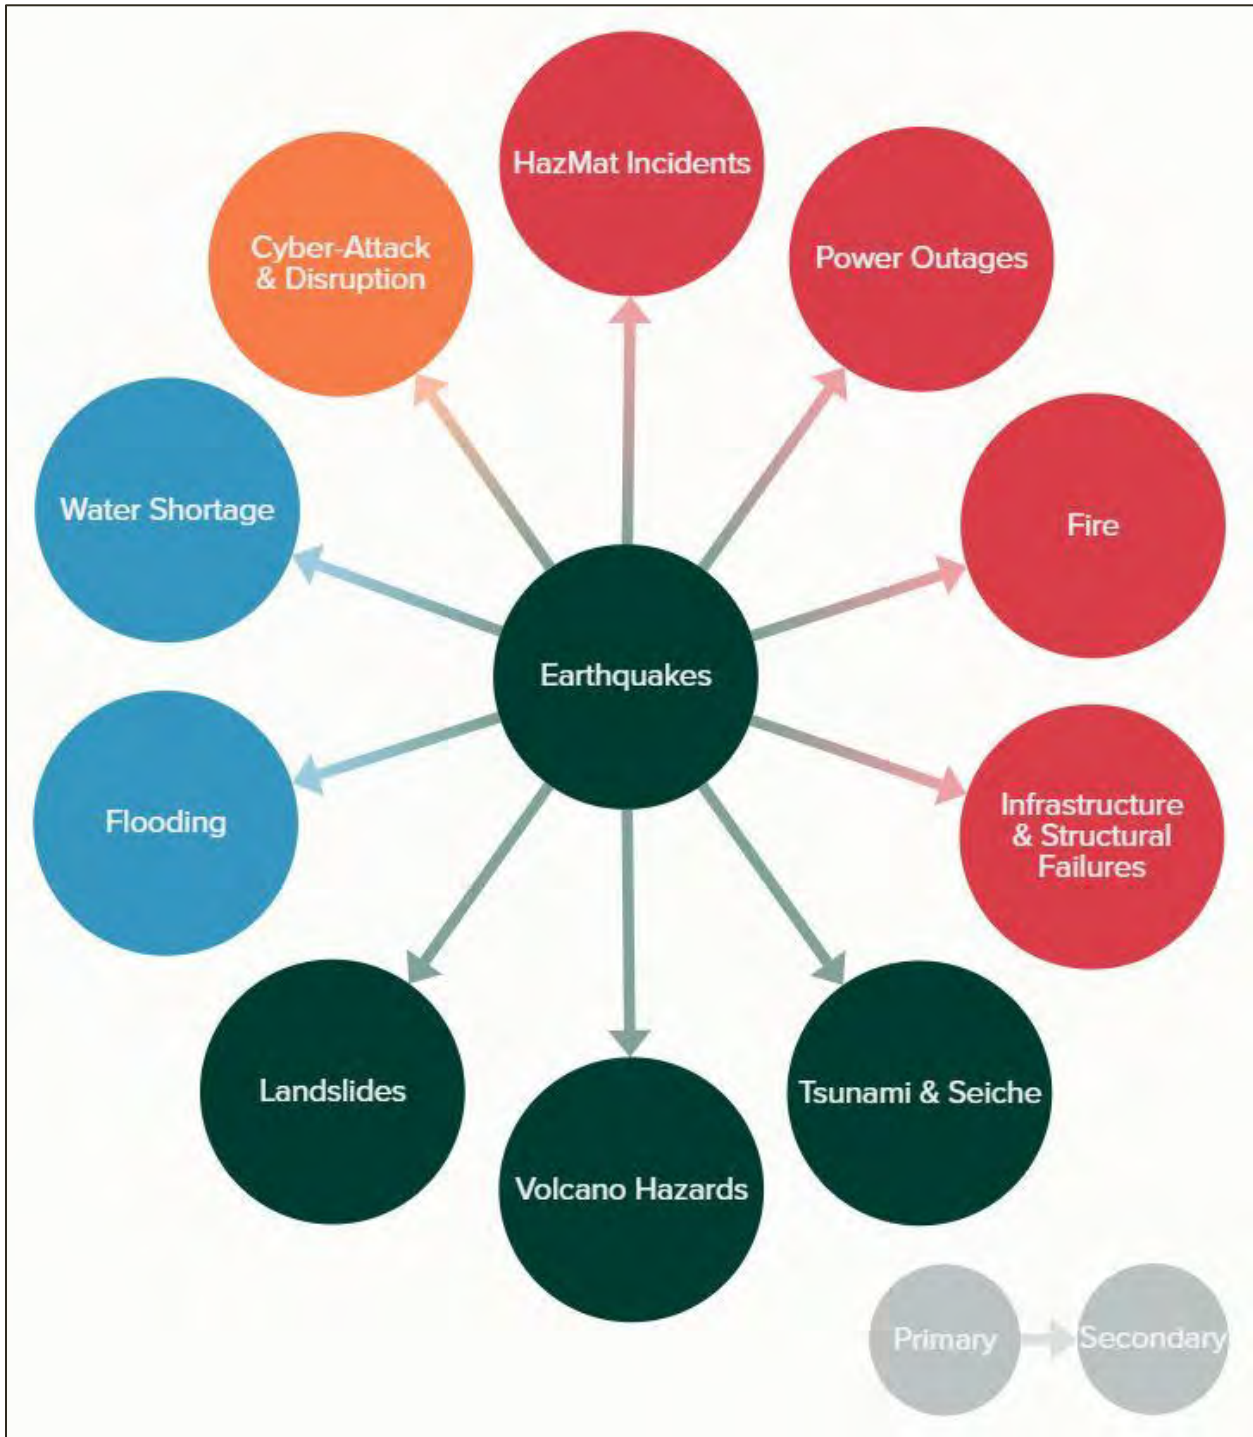 HazMat Incidents
Power Outages
Cyber-Attack
& Disruption
Water Shortage
Fire
Earthquakes
Flooding
Infrastructure
& Structural
Failures
Landslides
Tsunami & Seiche
Volcano Hazards
Primary
Secondary